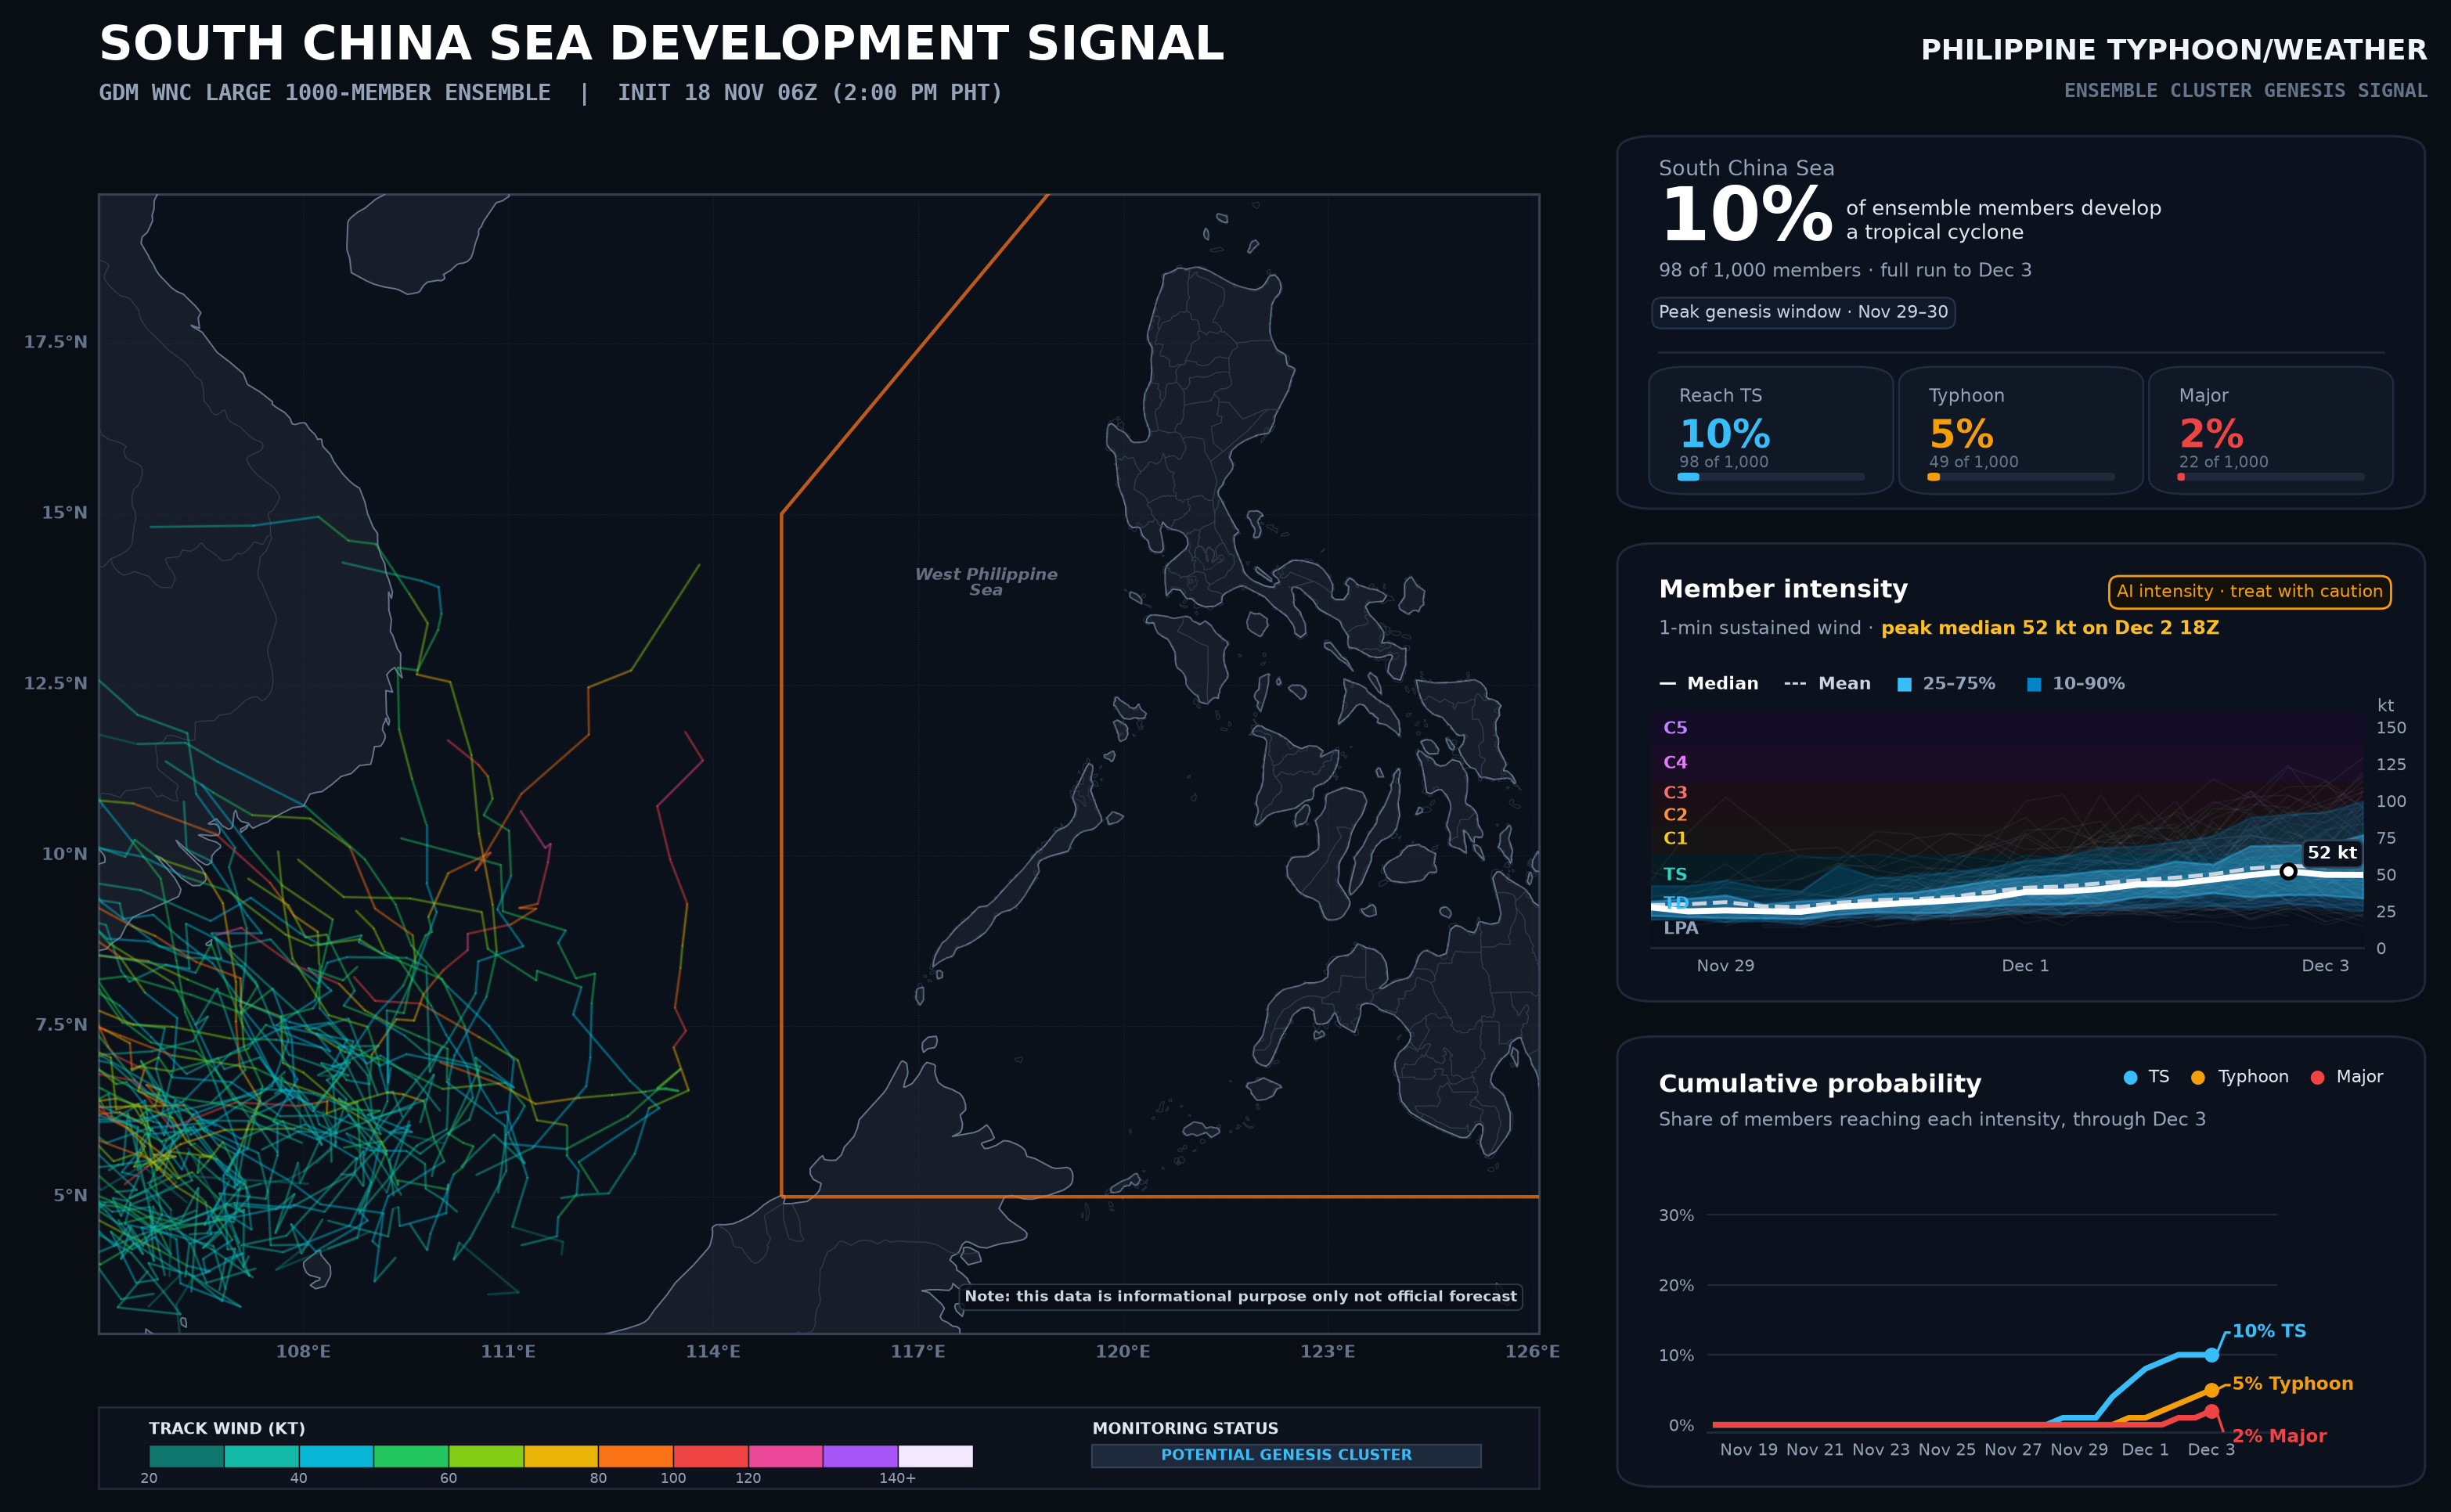 SOUTH CHINA SEA DEVELOPMENT SIGNAL
GDM WNC LARGE 1000-MEMBER ENSEMBLE | INIT 18 NOV 06Z (2:00 PM PHT)
PHILIPPINE TYPHOON/WEATHER
ENSEMBLE CLUSTER GENESIS SIGNAL
17.5°N
15°N
12.5°N
10°N
7.5°N
5°N
West Philippine
Sea
Note: this data is informational purpose only not official forecast
108°E
111°E
114°E
117°E
120°E
123°E
126°E
TRACK WIND (KT)
20
40
60
80
100
120
140+
MONITORING STATUS
POTENTIAL GENESIS CLUSTER
South China Sea
10%
of ensemble members develop
a tropical cyclone
98 of 1,000 members · full run to Dec 3
Peak genesis window · Nov 29–30
Reach TS
10%
98 of 1,000
Typhoon
5%
49 of 1,000
Major
2%
22 of 1,000
Member intensity
AI intensity · treat with caution
1-min sustained wind · peak median 52 kt on Dec 2 18Z
Median
Mean
25–75%
10–90%
kt
C5
C4
C3
C2
C1
TS
TD
LPA
150
125
100
75
50
25
0
52 kt
Nov 29
Dec 1
Dec 3
Cumulative probability
TS
Typhoon
Major
Share of members reaching each intensity, through Dec 3
30%
20%
10%
0%
10% TS
5% Typhoon
2% Major
Nov 19
Nov 21
Nov 23
Nov 25
Nov 27
Nov 29
Dec 1
Dec 3